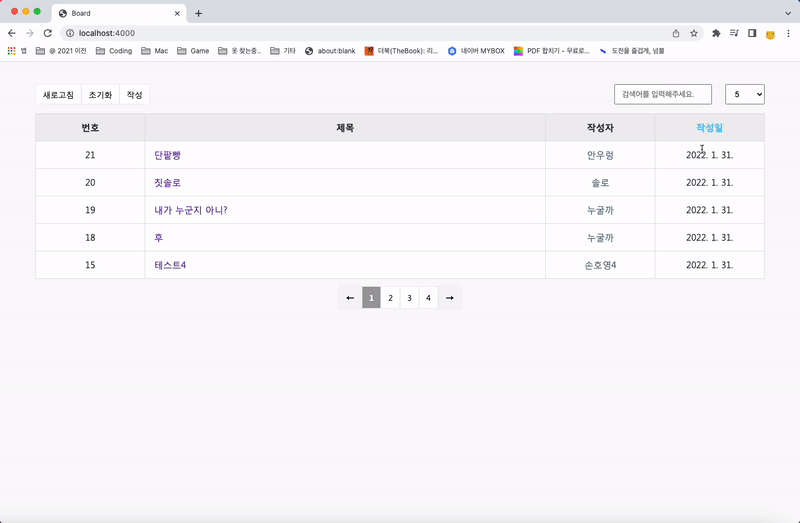 Board
localhost:4000
앱 @ 2021 이전 Coding Mac Game 옷 찾는중.. 기타 about:blank 더북(TheBook): 리... 네이버 MYBOX PDF 합치기 - 무료로... 도전을 즐겁게, 넘블
새로고침 초기화 작성 검색어를 입력해주세요. 5
번호 제목 작성자 작성일
21 단팥빵 안우렁 2022. 1. 31.
20 칫솔로 솔로 2022. 1. 31.
19 내가 누군지 아니? 누굴까 2022. 1. 31.
18 후 누굴까 2022. 1. 31.
15 테스트4 손호영4 2022. 1. 31.
← 1 2 3 4 →